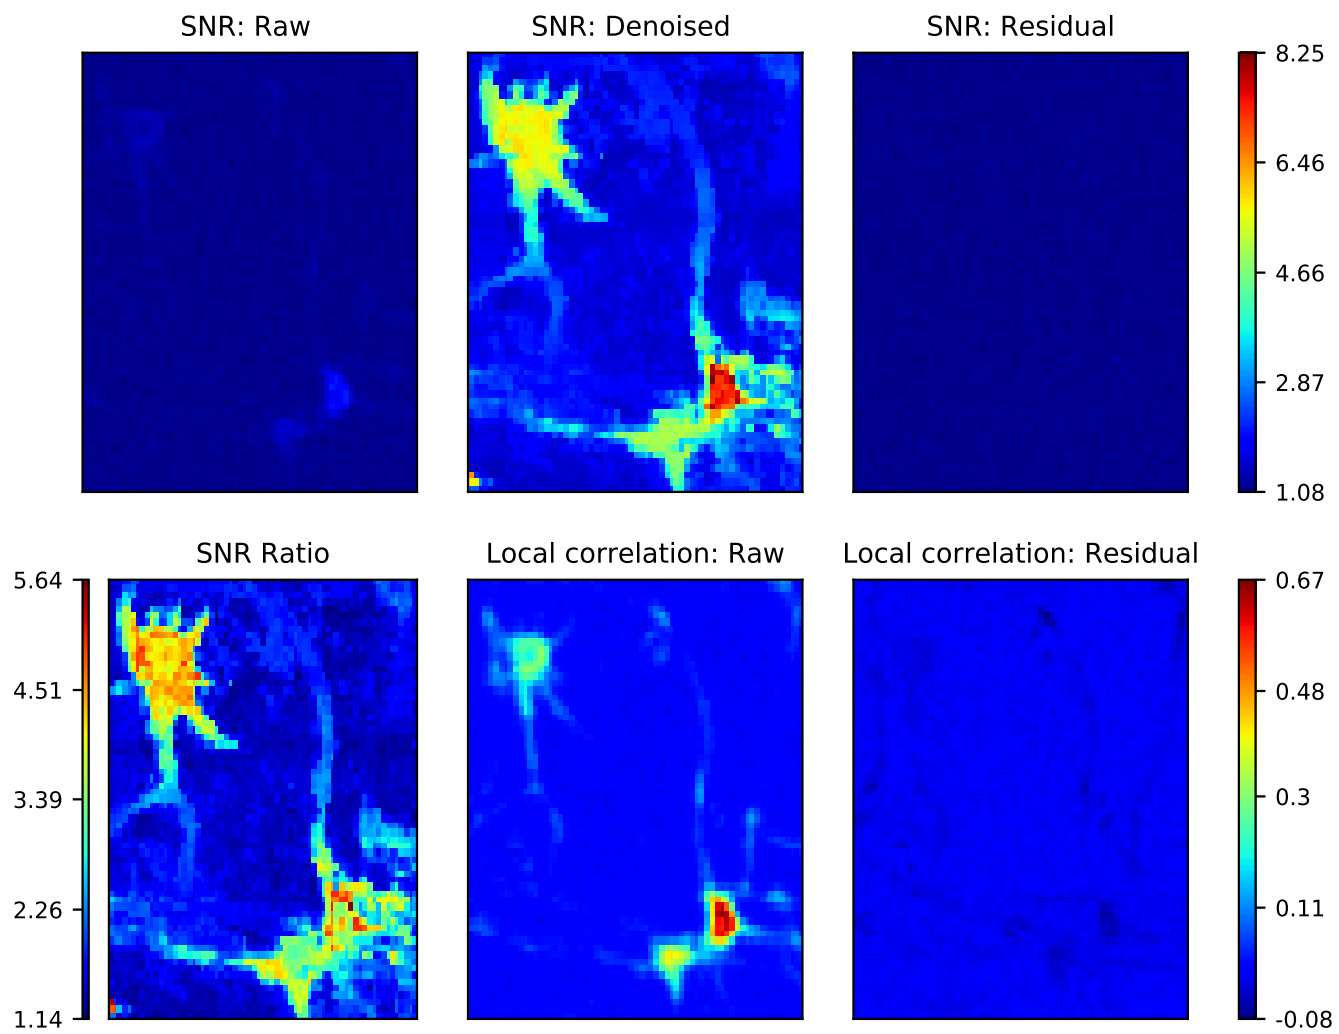 SNR: Raw
SNR: Denoised
SNR: Residual
8.25
6.46
4.66
2.87
1.08
SNR Ratio
Local correlation: Raw
Local correlation: Residual
5.64
4.51
3.39
2.26
1.14
0.67
0.48
0.3
0.11
-0.08